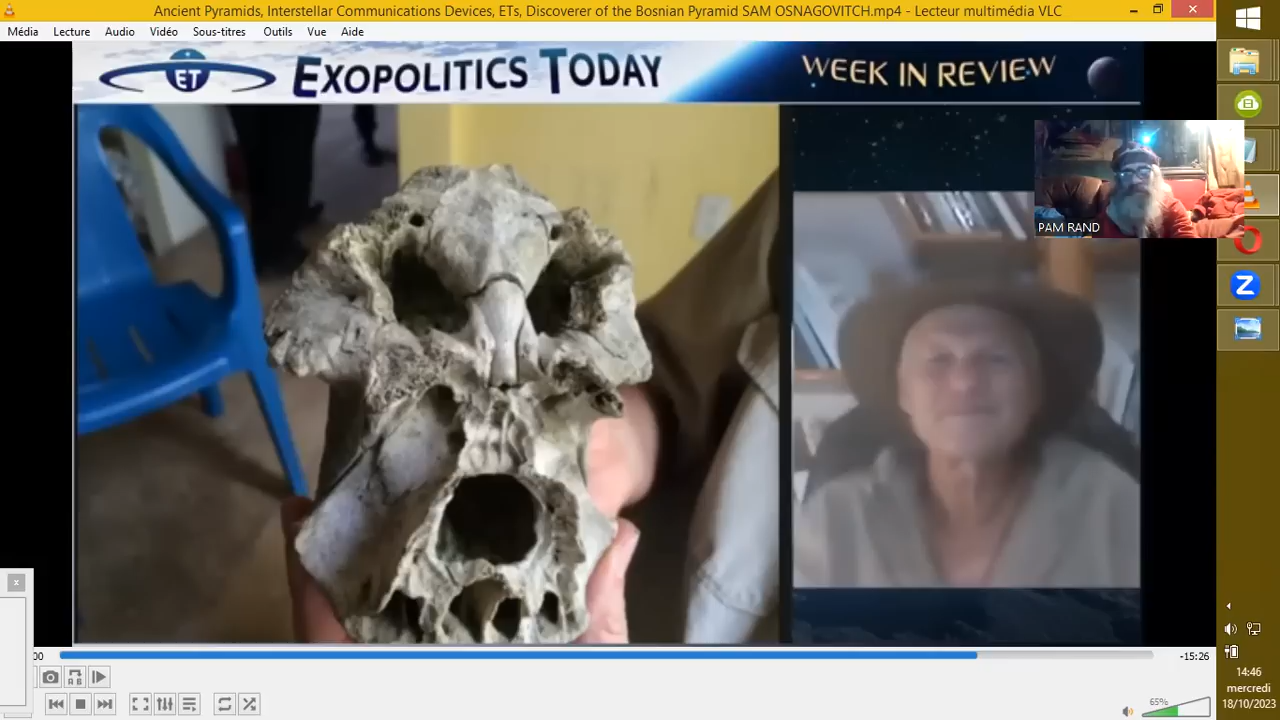 Ancient Pyramids, Interstellar Communications Devices, ETs, Discoverer of the Bosnian Pyramid SAM OSNAGOVITCH.mp4 - Lecteur multimédia VLC
Média Lecture Audio Vidéo Sous-titres Outils Vue Aide
ET EXOPOLITICS TODAY WEEK IN REVIEW
PAM RAND
Z
x
00 -15:26
A B
65%
14:46
mercredi
18/10/2023